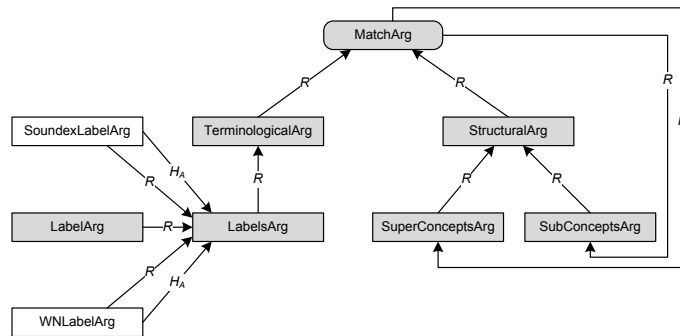 MatchArg
R
R
R
SoundexLabelArg
TerminologicalArg
StructuralArg
H_A
R
R
R
R
LabelArg
R
LabelsArg
SuperConceptsArg
SubConceptsArg
R
H_A
WNLabelArg